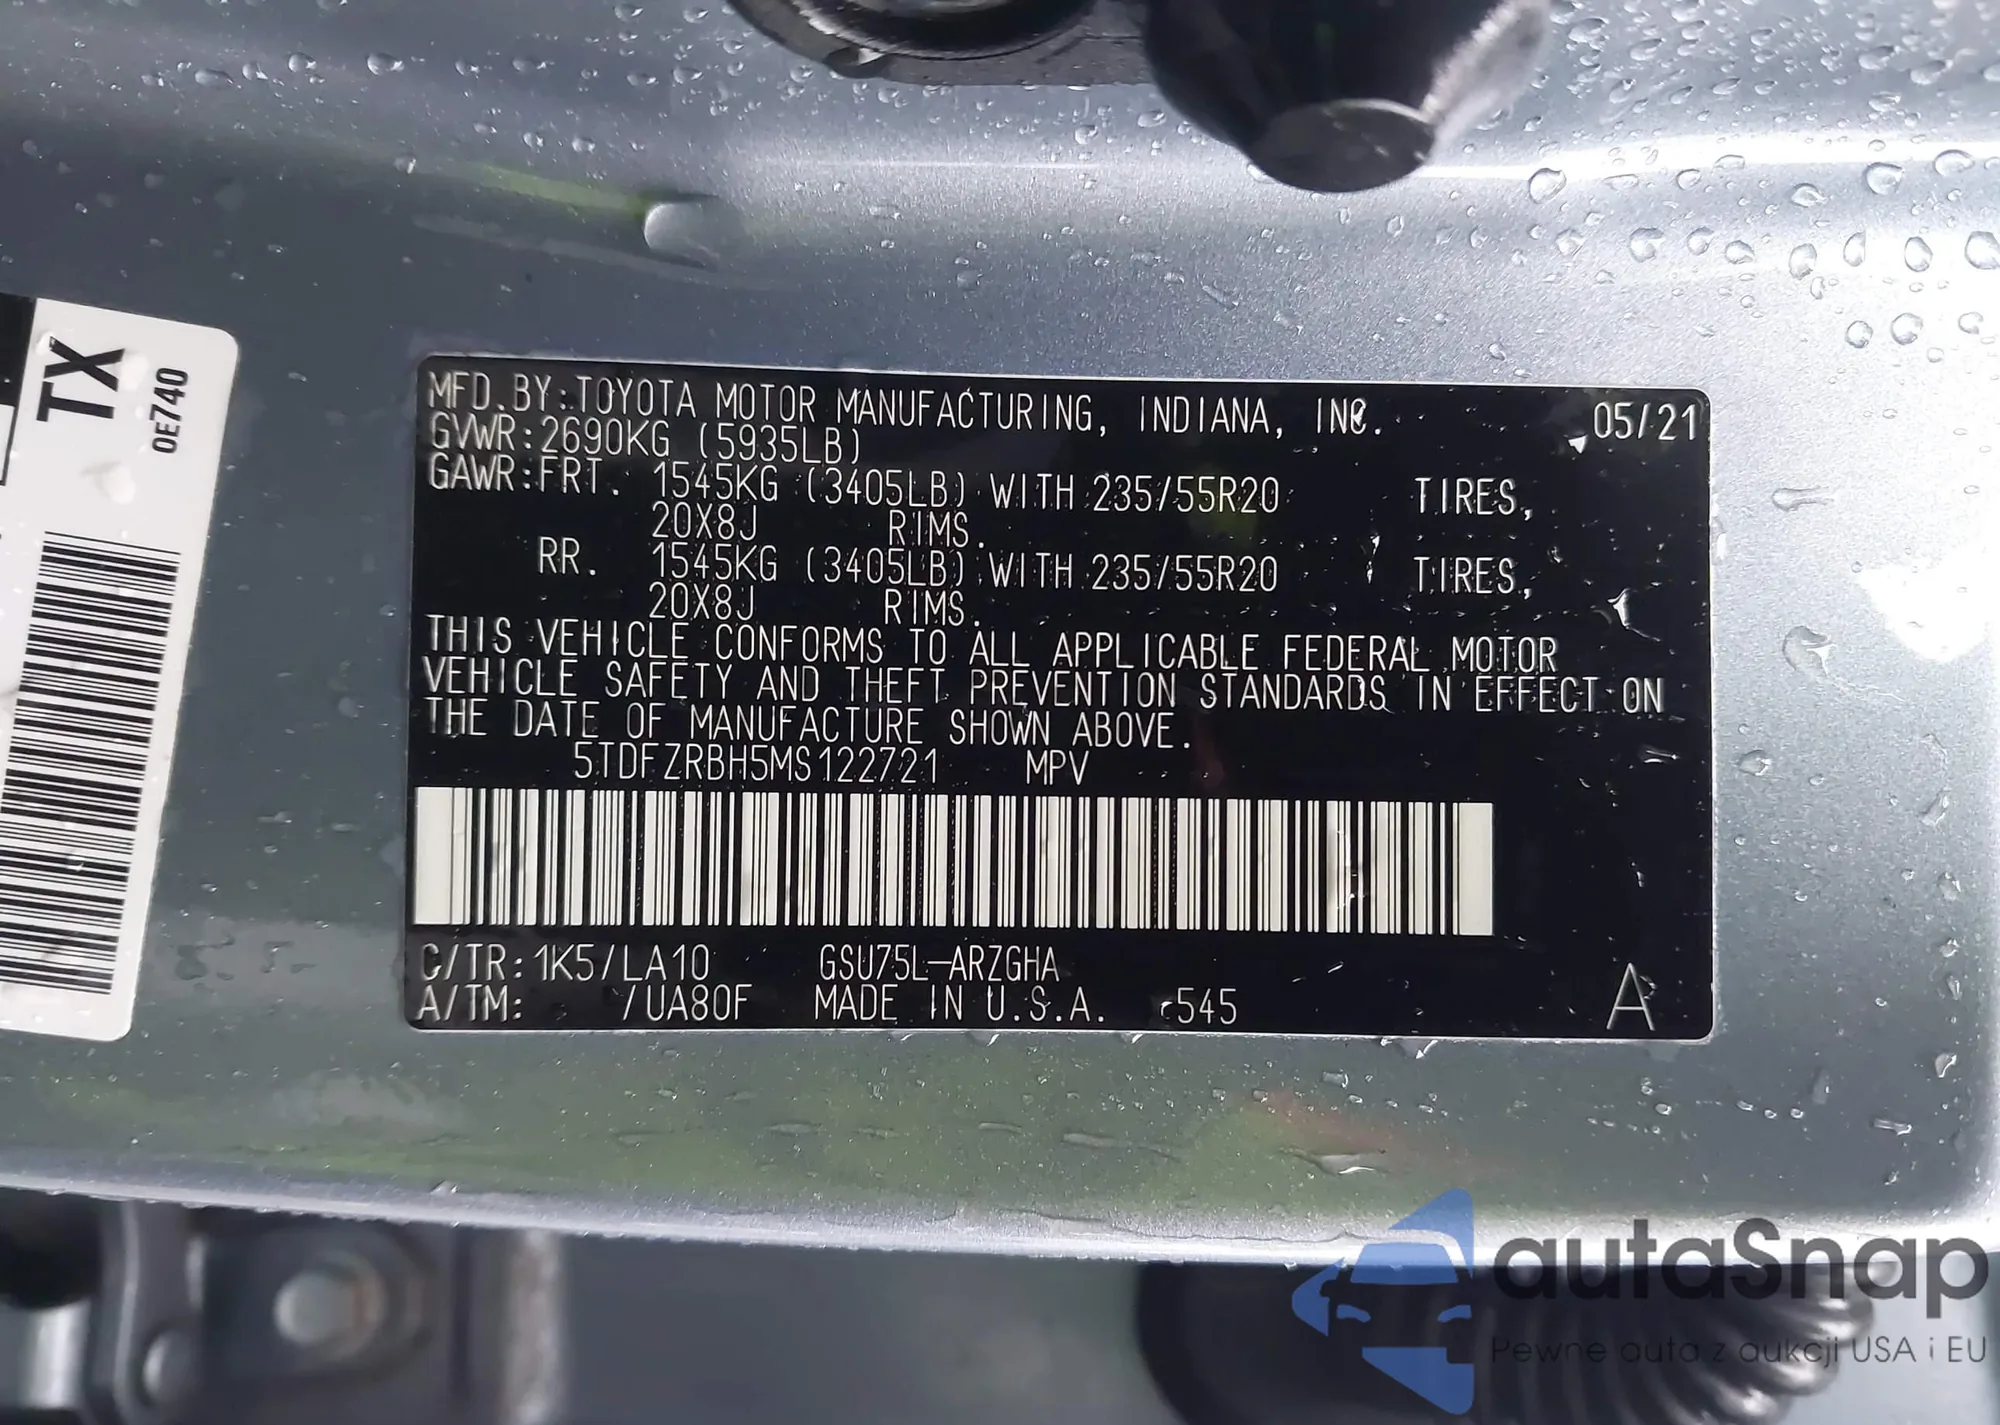 TX
0E740
MFD.BY:TOYOTA MOTOR MANUFACTURING, INDIANA, INC. 05/21
GVWR:2690KG (5935LB)
GAWR:FRT. 1545KG (3405LB) WITH 235/55R20 TIRES,
20X8J RIMS.
RR. 1545KG (3405LB) WITH 235/55R20 TIRES,
20X8J RIMS.
THIS VEHICLE CONFORMS TO ALL APPLICABLE FEDERAL MOTOR
VEHICLE SAFETY AND THEFT PREVENTION STANDARDS IN EFFECT ON
THE DATE OF MANUFACTURE SHOWN ABOVE.
5TDFZRBH5MS122721 MPV
C/TR:1K5/LA10 GSU75L-ARZGHA
A/TM: /UA80F MADE IN U.S.A. r545 A
autaSnap
Pewne auta z aukcji USA i EU